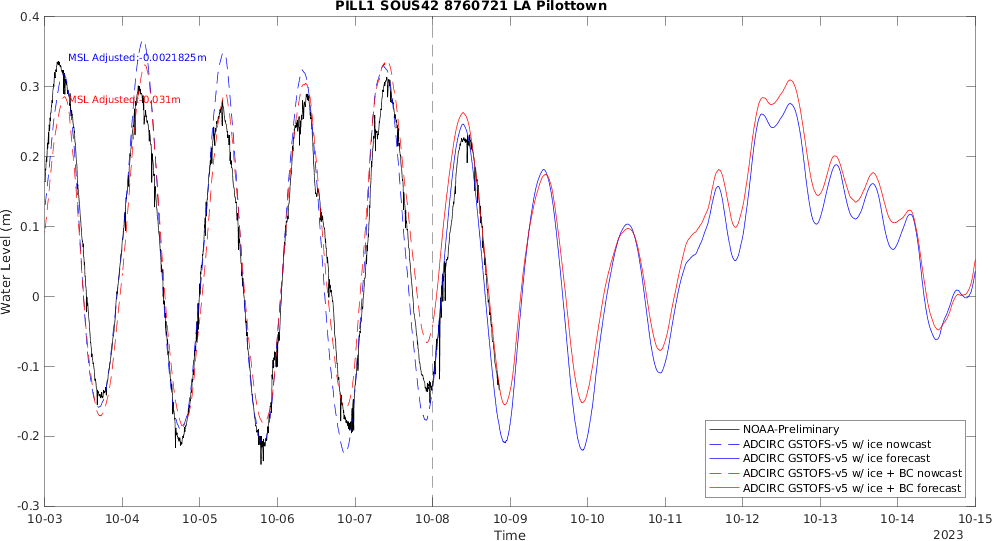 PILL1 SOUS42 8760721 LA Pilottown
0.4
0.3
0.2
0.1
0
-0.1
-0.2
-0.3
Water Level (m)
MSL Adjusted:-0.0021825m
MSL Adjusted:-0.031m
NOAA-Preliminary
ADCIRC GSTOFS-v5 w/ ice nowcast
ADCIRC GSTOFS-v5 w/ ice forecast
ADCIRC GSTOFS-v5 w/ ice + BC nowcast
ADCIRC GSTOFS-v5 w/ ice + BC forecast
10-03 10-04 10-05 10-06 10-07 10-08 10-09 10-10 10-11 10-12 10-13 10-14 10-15
Time
2023